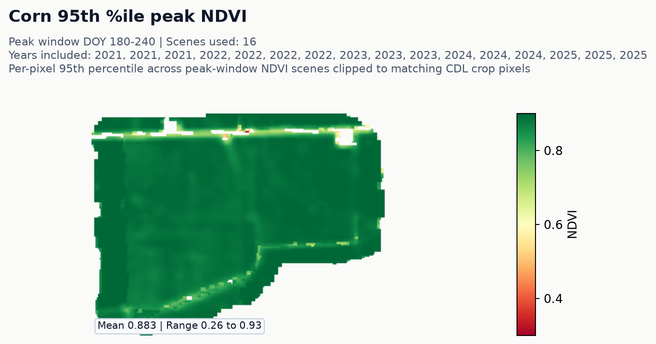 Corn 95th %ile peak NDVI
Peak window DOY 180-240 | Scenes used: 16
Years included: 2021, 2021, 2021, 2022, 2022, 2022, 2022, 2023, 2023, 2023, 2024, 2024, 2024, 2025, 2025, 2025
Per-pixel 95th percentile across peak-window NDVI scenes clipped to matching CDL crop pixels
0.8
0.6
0.4
NDVI
Mean 0.883 | Range 0.26 to 0.93